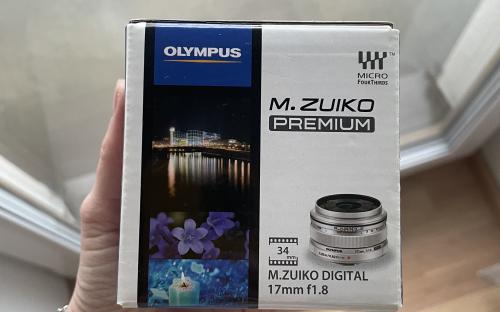 OLYMPUS
MICRO
FOURTHIRDS
M.ZUIKO
PREMIUM
34
mm
M.ZUIKO DIGITAL
17mm f1.8